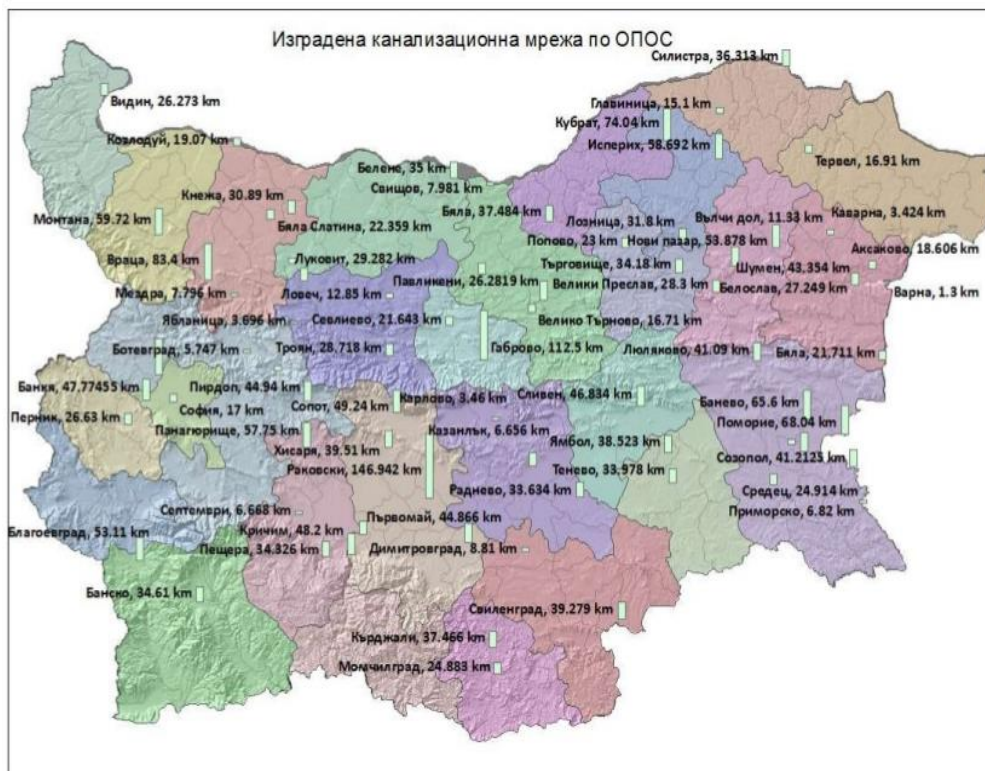 Изградена канализационна мрежа по ОПОС
Силистра, 36.313 km
Видин, 26.273 km
Главиница, 15.1 km
Кубрат, 74.04 km
Козлодуй, 19.07 km
Исперих, 58.692 km
Белене, 35 km
Тервел, 16.91 km
Свищов, 7.981 km
Кнежа, 30.89 km
Бяла, 37.484 km
Вълчи дол, 11.33 km
Каварна, 3.424 km
Монтана, 59.72 km
Лозница, 31.8 km
Бяла Слатина, 22.359 km
Попово, 23 km
Нови пазар, 53.878 km
Аксаково, 18.606 km
Враца, 83.4 km
Луковит, 29.282 km
Търговище, 34.18 km
Шумен, 43.354 km
Павликени, 26.2819 km
Велики Преслав, 28.3 km
Белослав, 27.249 km
Мездра, 7.796 km
Ловеч, 12.85 km
Варна, 1.3 km
Ябланица, 3.696 km
Севлиево, 21.643 km
Велико Търново, 16.71 km
Ботевград, 5.747 km
Троян, 28.718 km
Габрово, 112.5 km
Люляково, 41.09 km
Бяла, 21.711 km
Банкя, 47.77455 km
Пирдоп, 44.94 km
Карлово, 3.46 km
Сливен, 46.834 km
Банево, 65.6 km
Перник, 26.63 km
София, 17 km
Сопот, 49.24 km
Поморие, 68.04 km
Панагюрище, 57.75 km
Казанлък, 6.656 km
Ямбол, 38.523 km
Хисаря, 39.51 km
Созопол, 41.2125 km
Раковски, 146.942 km
Тенево, 33.978 km
Раднево, 33.634 km
Средец, 24.914 km
Септември, 6.668 km
Приморско, 6.82 km
Първомай, 44.866 km
Благоевград, 53.11 km
Кричим, 48.2 km
Пещера, 34.326 km
Димитровград, 8.81 km
Банско, 34.61 km
Свиленград, 39.279 km
Кърджали, 37.466 km
Момчилград, 24.883 km